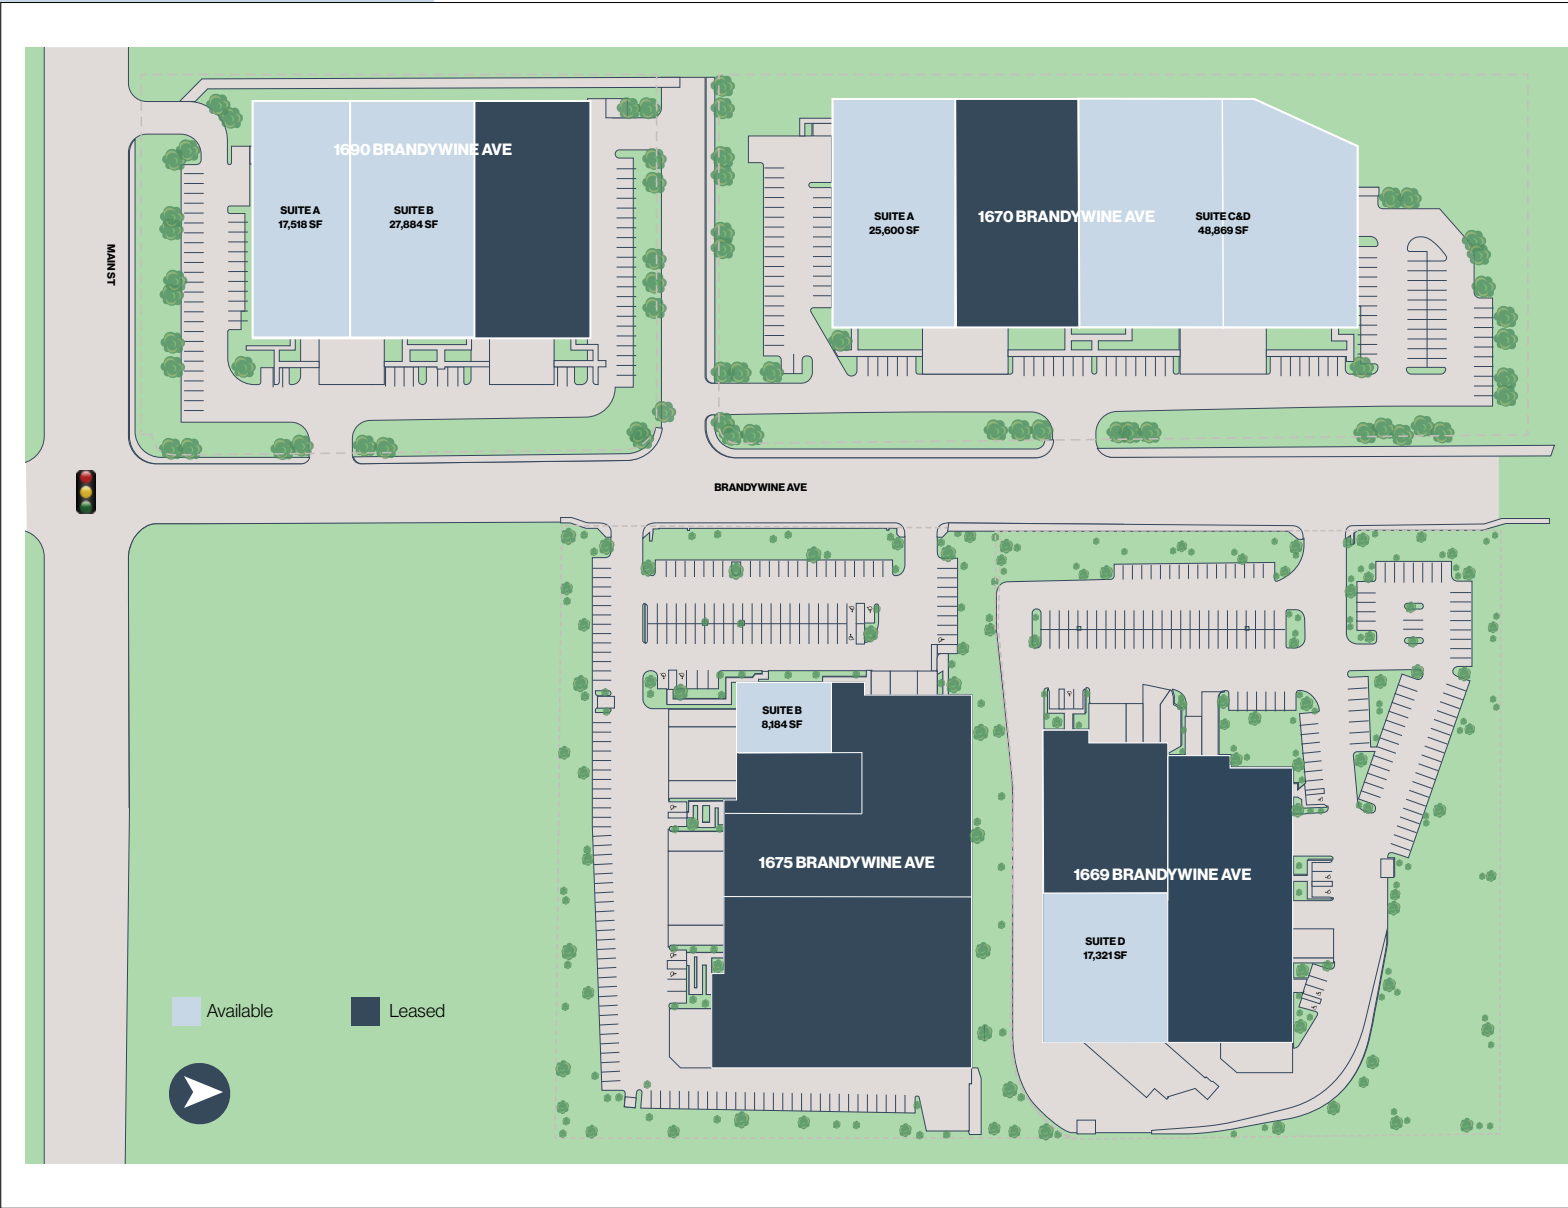 1690 BRANDYWINE AVE
SUITE A
17,518 SF
SUITE B
27,884 SF
1670 BRANDYWINE AVE
SUITE A
25,600 SF
SUITE C&D
48,869 SF
MAIN ST
BRANDYWINE AVE
SUITE B
8,184 SF
1675 BRANDYWINE AVE
1669 BRANDYWINE AVE
SUITE D
17,321 SF
Available
Leased